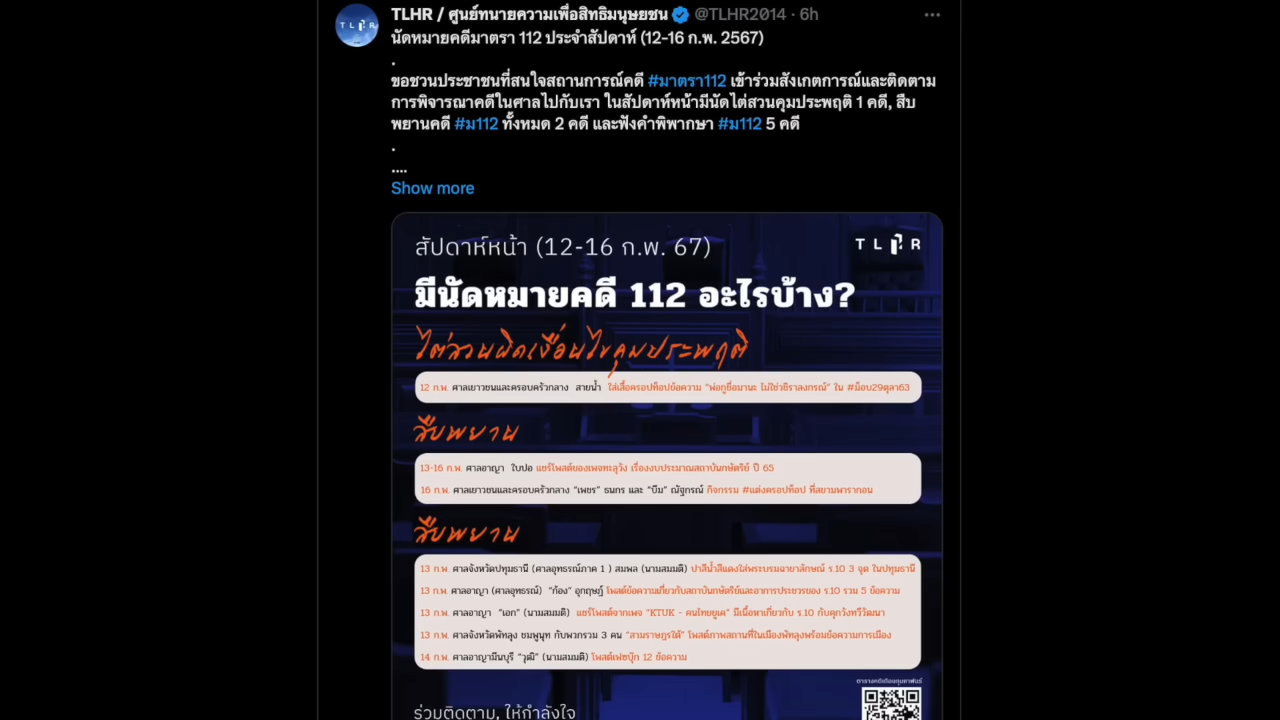 TLHR / ศูนย์ทนายความเพื่อสิทธิมนุษยชน @TLHR2014 · 6h
นัดหมายคดีมาตรา 112 ประจำสัปดาห์ (12-16 ก.พ. 2567)
.
ขอชวนประชาชนที่สนใจสถานการณ์คดี #มาตรา112 เข้าร่วมสังเกตการณ์และติดตาม
การพิจารณาคดีในศาลไปกับเรา ในสัปดาห์หน้ามีนัดไต่สวนคุมประพฤติ 1 คดี, สืบ
พยานคดี #ม112 ทั้งหมด 2 คดี และฟังคำพิพากษา #ม112 5 คดี
.
....
Show more
สัปดาห์หน้า (12-16 ก.พ. 67)
TLHR
มีนัดหมายคดี 112 อะไรบ้าง?
ไต่สวนผิดเงื่อนไขคุมประพฤติ
12 ก.พ. ศาลเยาวชนและครอบครัวกลาง สายน้ำ ใส่เสื้อครอปท็อปข้อความ "พ่อกูชื่อมานะ ไม่ใช่วชิราลงกรณ์" ใน #ม็อบ29ตุลา63
สืบพยาน
13-16 ก.พ. ศาลอาญา ใบปอ แชร์โพสต์ของเพจทะลุวัง เรื่องงบประมาณสถาบันกษัตริย์ ปี 65
16 ก.พ. ศาลเยาวชนและครอบครัวกลาง "เพชร" ธนกร และ "บีม" ณัฐกรณ์ กิจกรรม #แต่งครอปท็อป ที่สยามพารากอน
สืบพยาน
13 ก.พ. ศาลจังหวัดปทุมธานี (ศาลอุทธรณ์ภาค 1 ) สมพล (นามสมมติ) ปาสีน้ำสีแดงใส่พระบรมฉายาลักษณ์ ร.10 3 จุด ในปทุมธานี
13 ก.พ. ศาลอาญา (ศาลอุทธรณ์) "ก้อง" อุกฤษฏ์ โพสต์ข้อความเกี่ยวกับสถาบันกษัตริย์และอาการประชวรของ ร.10 รวม 5 ข้อความ
13 ก.พ. ศาลอาญา "เอก" (นามสมมติ) แชร์โพสต์จากเพจ "KTUK - คนไทยยูเค" มีเนื้อหาเกี่ยวกับ ร.10 กับคุกวังทวีวัฒนา
13 ก.พ. ศาลจังหวัดพัทลุง ชมพูนุท กับพวกรวม 3 คน "สามราษฎรใต้" โพสต์ภาพสถานที่ในเมืองพัทลุงพร้อมข้อความการเมือง
14 ก.พ. ศาลอาญามีนบุรี "วุฒิ" (นามสมมติ) โพสต์เฟซบุ๊ก 12 ข้อความ
ตารางคดีเดือนกุมภาพันธ์
ร่วมติดตาม, ให้กำลังใจ